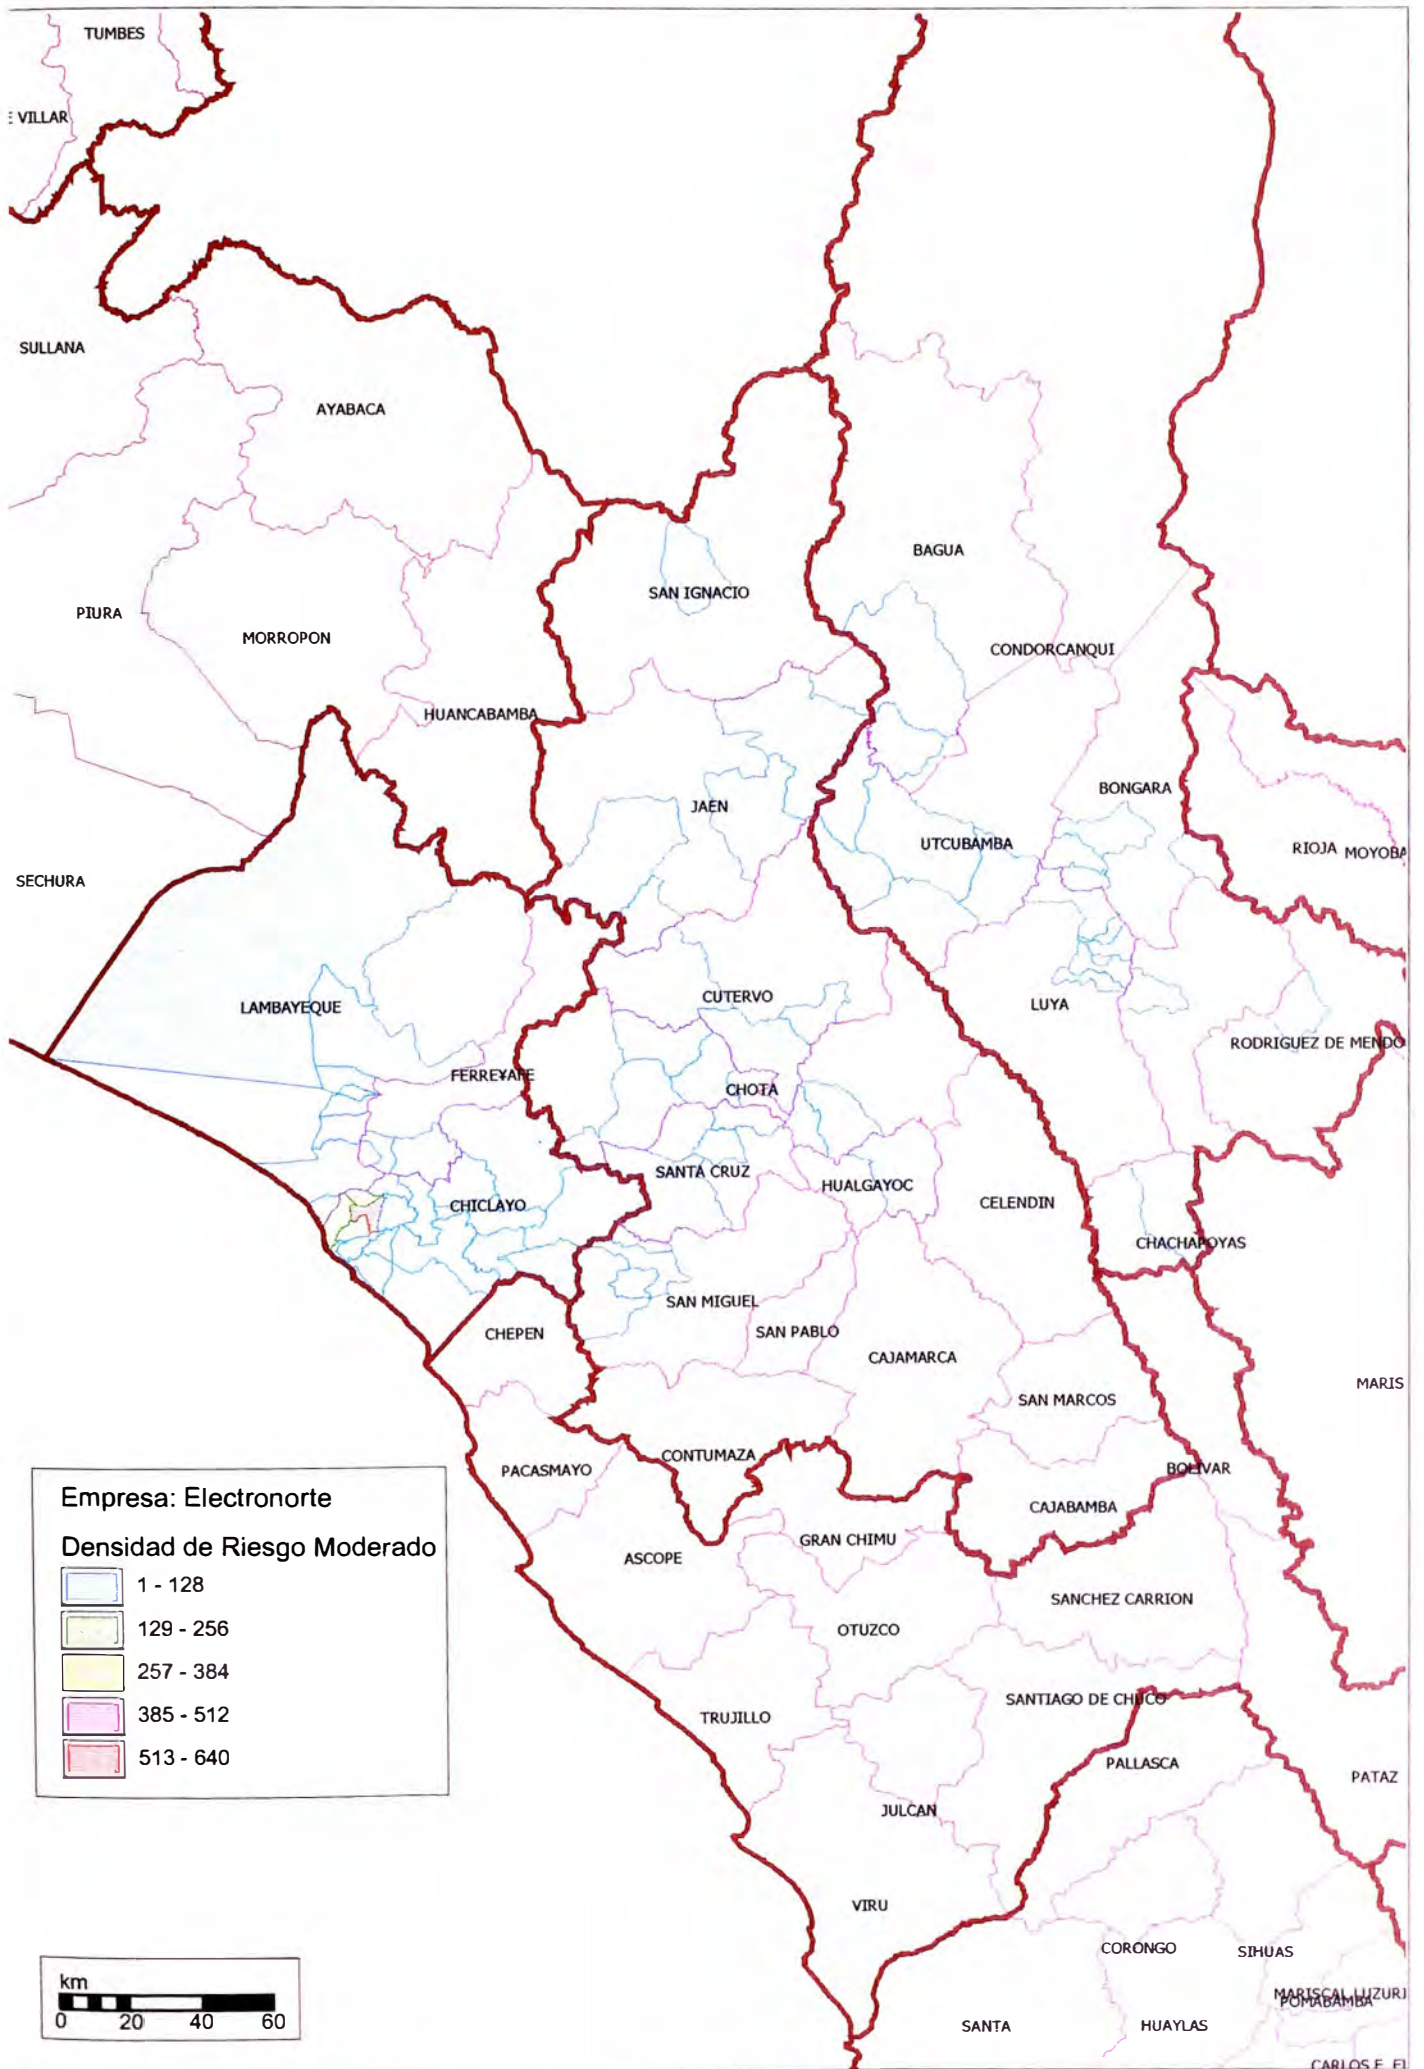 TUMBES
E VILLAR
SULLANA
AYABACA
BAGUA
SAN IGNACIO
PIURA
MORROPON
CONDORCANQUI
HUANCABAMBA
BONGARA
JAEN
UTCUBAMBA
RIOJA
MOYOBA
SECHURA
CUTERVO
LAMBAYEQUE
LUYA
RODRIGUEZ DE MENDO
FERREÑAFE
CHOTA
SANTA CRUZ
HUALGAYOC
CHICLAYO
CELENDIN
CHACHAPOYAS
SAN MIGUEL
CHEPEN
SAN PABLO
CAJAMARCA
MARIS
SAN MARCOS
CONTUMAZA
PACASMAYO
BOLIVAR
CAJABAMBA
Empresa: Electronorte
Densidad de Riesgo Moderado
1 - 128
129 - 256
257 - 384
385 - 512
513 - 640
GRAN CHIMU
ASCOPE
SANCHEZ CARRION
OTUZCO
SANTIAGO DE CHUCO
TRUJILLO
PALLASCA
PATAZ
JULCAN
VIRU
CORONGO
SIHUAS
MARISCAL LUZURI
POMABAMBA
SANTA
HUAYLAS
CARLOS F. FI
km
0 20 40 60